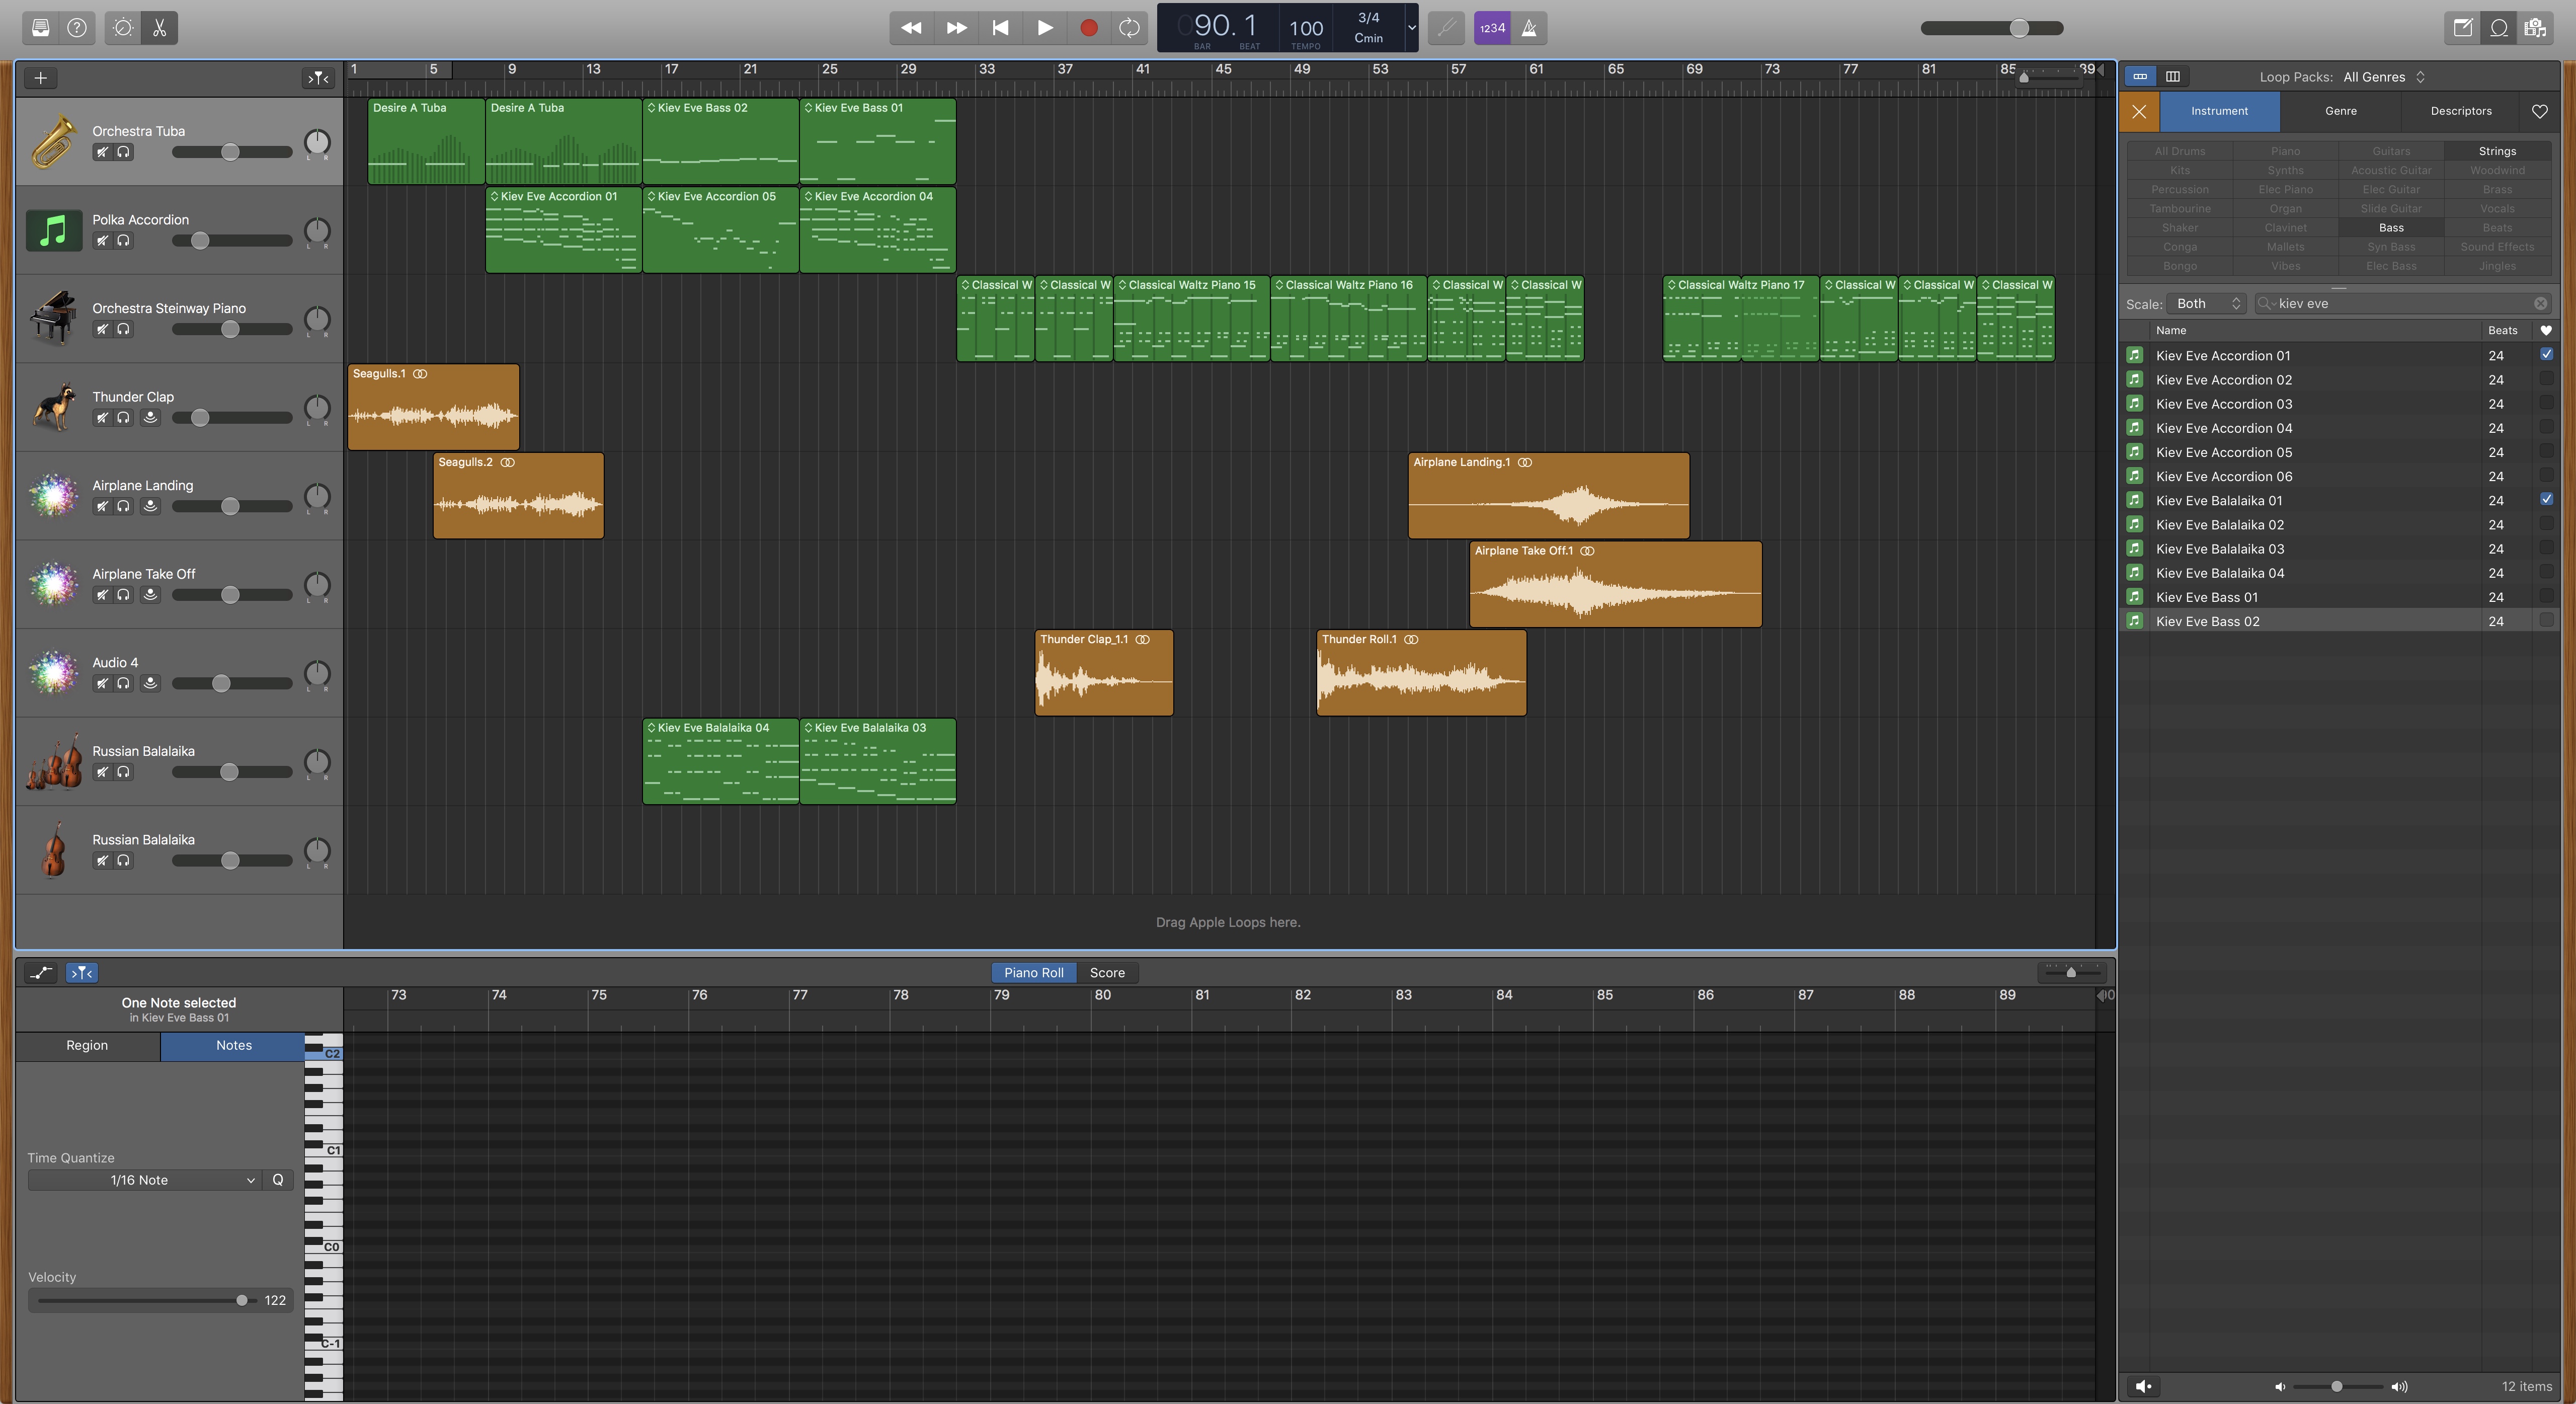 90.1
BAR BEAT
100
TEMPO
3/4
Cmin
1234
1 5 9 13 17 21 25 29 33 37 41 45 49 53 57 61 65 69 73 77 81 85 89
Loop Packs: All Genres
Instrument Genre Descriptors
All Drums Piano Guitars Strings
Kits Synths Acoustic Guitar Woodwind
Percussion Elec Piano Elec Guitar Brass
Tambourine Organ Slide Guitar Vocals
Shaker Clavinet Bass Beats
Conga Mallets Syn Bass Sound Effects
Bongo Vibes Elec Bass Jingles
Scale: Both kiev eve
Name Beats
Kiev Eve Accordion 01 24
Kiev Eve Accordion 02 24
Kiev Eve Accordion 03 24
Kiev Eve Accordion 04 24
Kiev Eve Accordion 05 24
Kiev Eve Accordion 06 24
Kiev Eve Balalaika 01 24
Kiev Eve Balalaika 02 24
Kiev Eve Balalaika 03 24
Kiev Eve Balalaika 04 24
Kiev Eve Bass 01 24
Kiev Eve Bass 02 24
12 items
Orchestra Tuba
L R
Desire A Tuba Desire A Tuba Kiev Eve Bass 02 Kiev Eve Bass 01
Polka Accordion
L R
Kiev Eve Accordion 01 Kiev Eve Accordion 05 Kiev Eve Accordion 04
Orchestra Steinway Piano
L R
Classical W Classical W Classical Waltz Piano 15 Classical Waltz Piano 16 Classical W Classical W Classical Waltz Piano 17 Classical W Classical W Classical W
Thunder Clap
L R
Seagulls.1
Airplane Landing
L R
Seagulls.2 Airplane Landing.1
Airplane Take Off
L R
Airplane Take Off.1
Audio 4
L R
Thunder Clap_1.1 Thunder Roll.1
Russian Balalaika
L R
Kiev Eve Balalaika 04 Kiev Eve Balalaika 03
Russian Balalaika
L R
Drag Apple Loops here.
Piano Roll Score
73 74 75 76 77 78 79 80 81 82 83 84 85 86 87 88 89
One Note selected
in Kiev Eve Bass 01
Region Notes
C2
C1
Time Quantize
1/16 Note Q
C0
Velocity
122
C-1